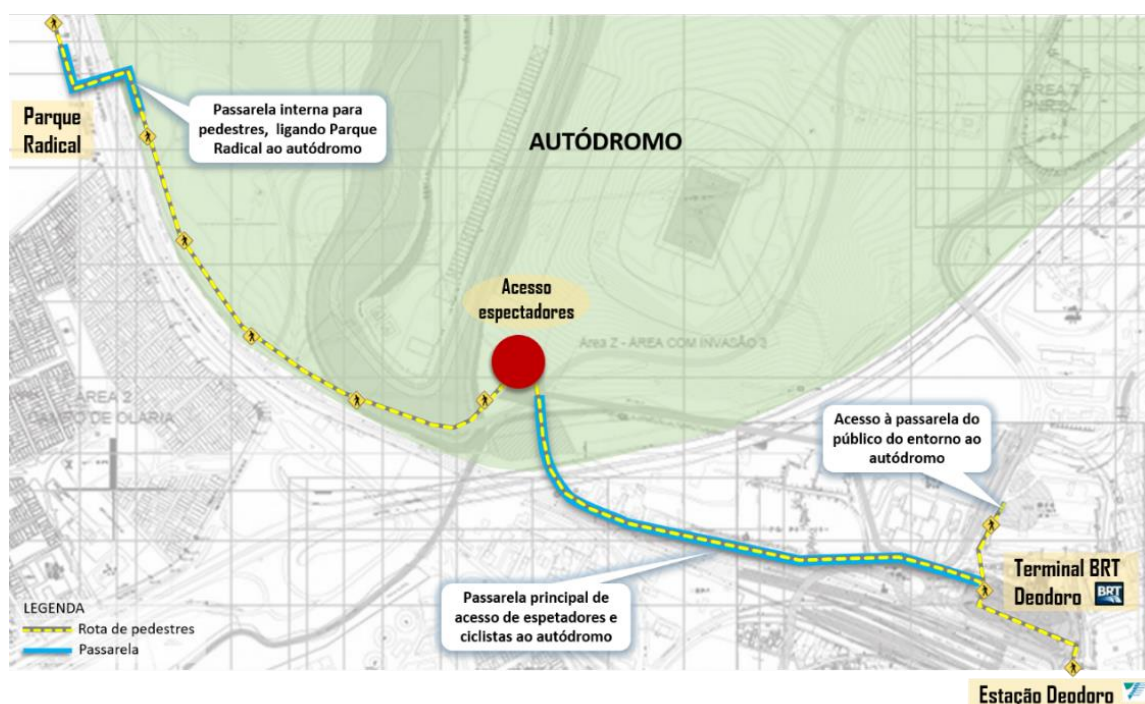 Parque
Radical
Passarela interna para
pedestres, ligando Parque
Radical ao autódromo
AUTÓDROMO
Acesso
espectadores
Area 2 - AREA COM INVASÃO 2
AREA 2
CAMPO DE OLARIA
Acesso à passarela do
público do entorno ao
autódromo
Passarela principal de
acesso de espetadores e
ciclistas ao autódromo
Terminal BRT
Deodoro BRT
LEGENDA
Rota de pedestres
Passarela
Estação Deodoro